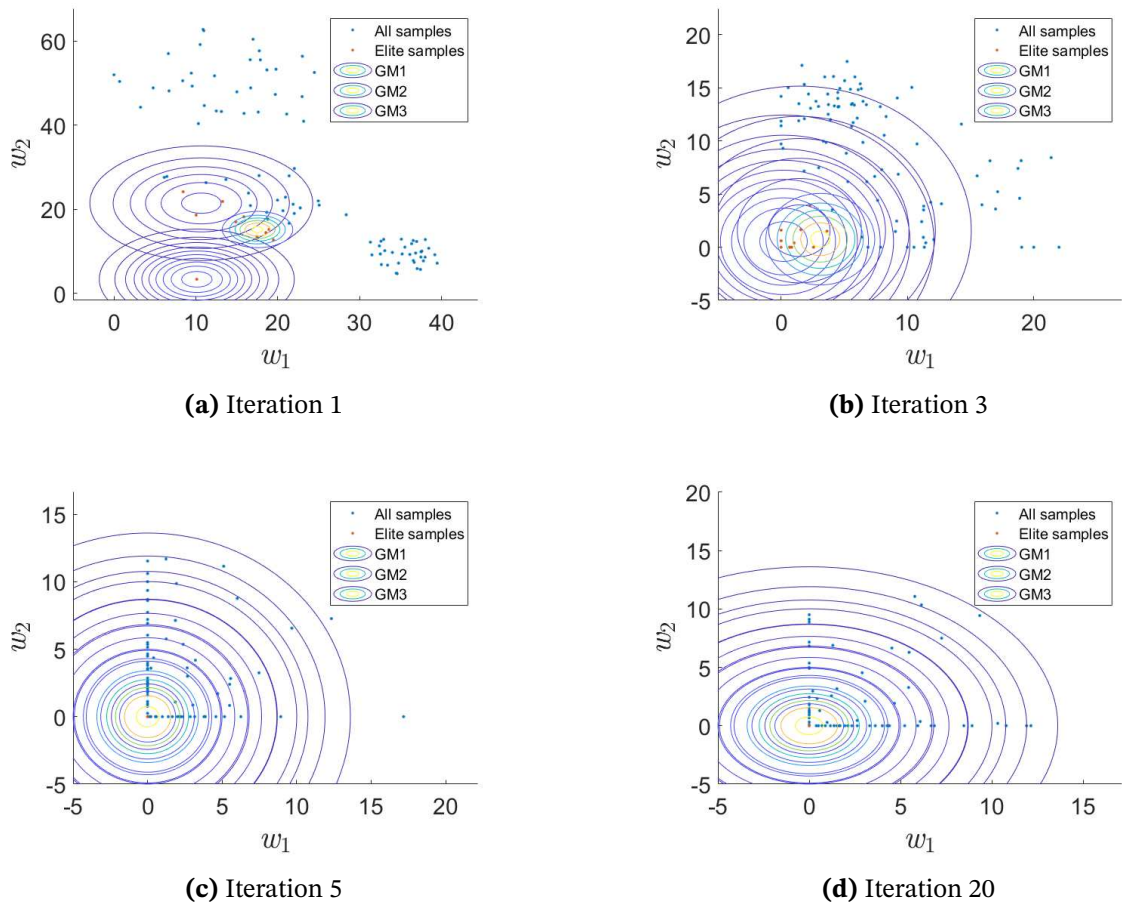 60
40
20
0
w2
0
10
20
30
40
w1
All samples
Elite samples
GM1
GM2
GM3
(a) Iteration 1
20
15
10
5
0
-5
w2
0
10
20
w1
All samples
Elite samples
GM1
GM2
GM3
(b) Iteration 3
15
10
5
0
-5
w2
-5
0
5
10
15
20
w1
All samples
Elite samples
GM1
GM2
GM3
(c) Iteration 5
20
15
10
5
0
-5
w2
-5
0
5
10
15
w1
All samples
Elite samples
GM1
GM2
GM3
(d) Iteration 20